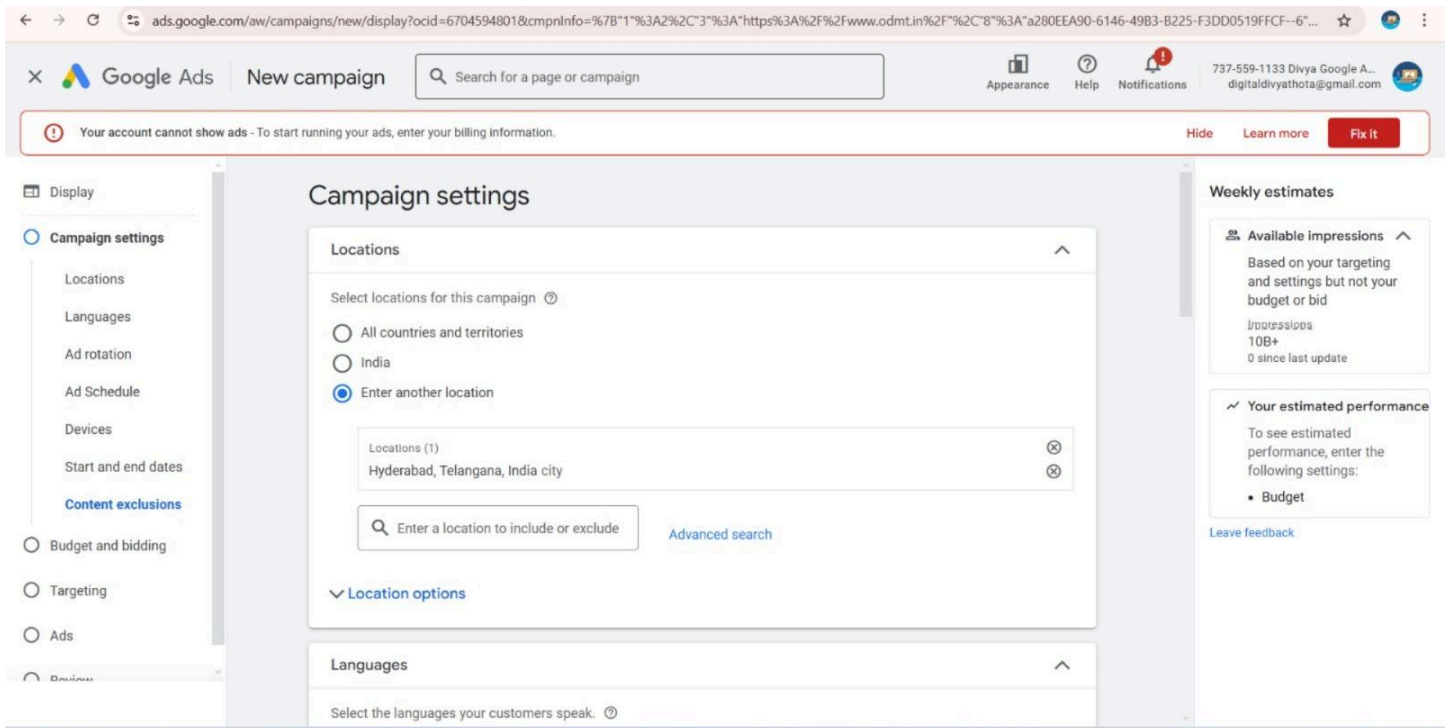 ads.google.com/aw/campaigns/new/display?ocid=6704594801&cmpnInfo=%7B"1"%3A2%2C"3"%3A"https%3A%2F%2Fwww.odmt.in%2F"%2C"8"%3A"a280EEA90-6146-49B3-B225-F3DD0519FFCF--6"...
Google Ads
New campaign
Search for a page or campaign
Appearance
Help
Notifications
737-559-1133 Divya Google A...
digitaldivyathota@gmail.com
Your account cannot show ads - To start running your ads, enter your billing information.
Hide
Learn more
Fix it
Display
Campaign settings
Locations
Languages
Ad rotation
Ad Schedule
Devices
Start and end dates
Content exclusions
Budget and bidding
Targeting
Ads
Review
Campaign settings
Locations
Select locations for this campaign
All countries and territories
India
Enter another location
Locations (1)
Hyderabad, Telangana, India city
Enter a location to include or exclude
Advanced search
Location options
Languages
Select the languages your customers speak.
Weekly estimates
Available impressions
Based on your targeting
and settings but not your
budget or bid
Impressions
10B+
0 since last update
Your estimated performance
To see estimated
performance, enter the
following settings:
• Budget
Leave feedback